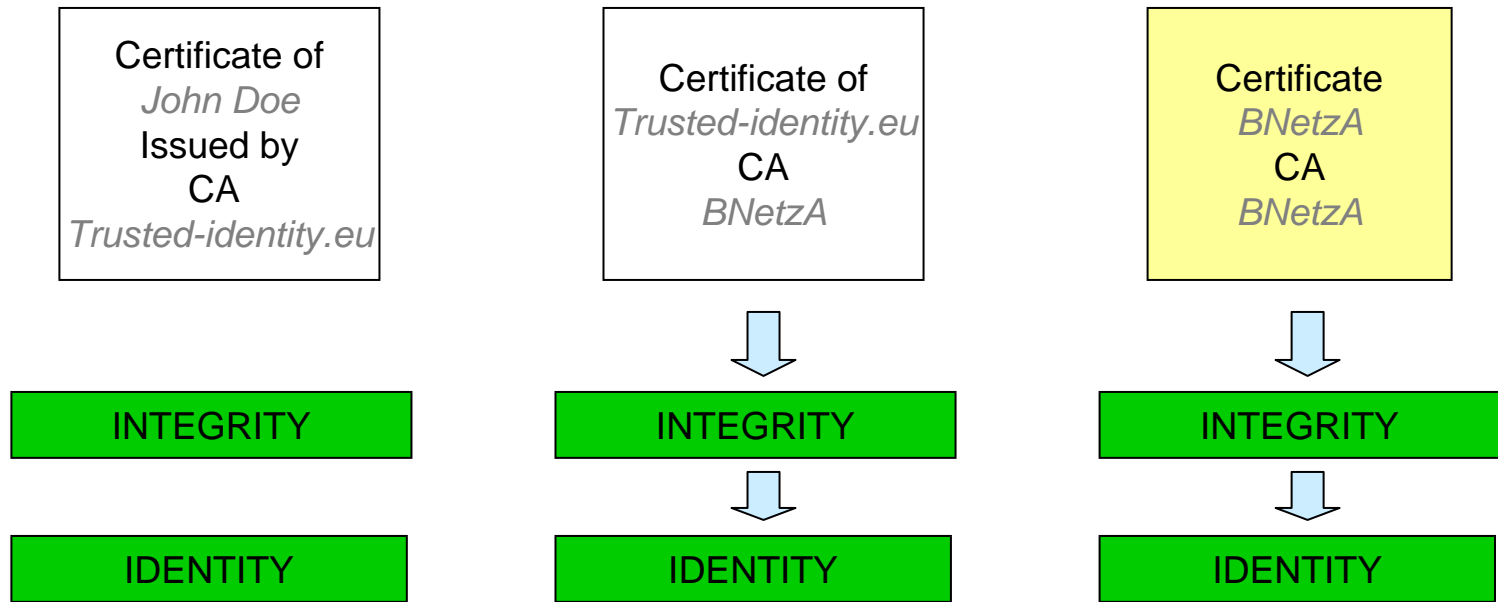 Certificate of
John Doe
Issued by
CA
Trusted-identity.eu
Certificate of
Trusted-identity.eu
CA
BNetzA
Certificate
BNetzA
CA
BNetzA
INTEGRITY
INTEGRITY
INTEGRITY
IDENTITY
IDENTITY
IDENTITY